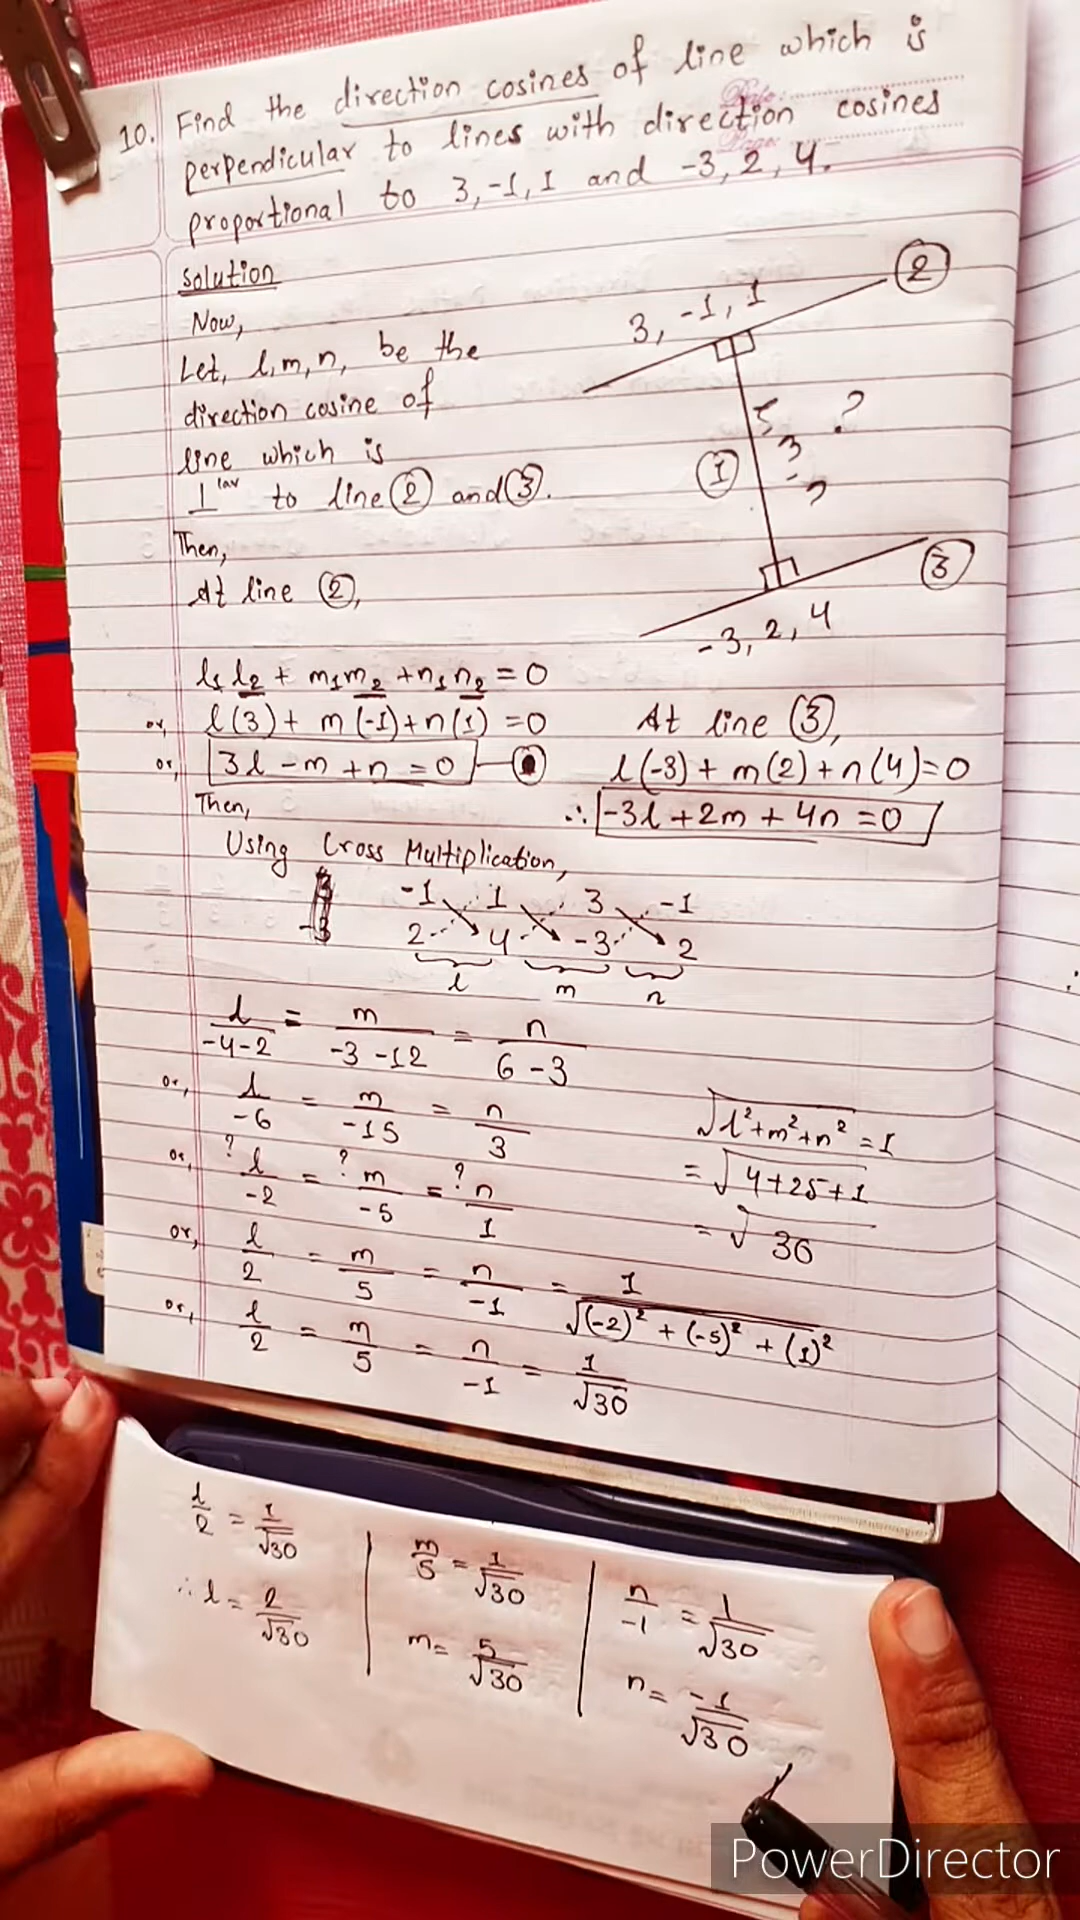 10. Find the direction cosines of line which is
perpendicular to lines with direction cosines
proportional to 3, -1, 1 and -3, 2, 4.
Solution
Now,
Let, l, m, n, be the
direction cosine of
line which is
⊥lar to line ② and ③.
3, -1, 1 ②
① l, m, n ?
③
-3, 2, 4
Then,
At line ②,
l₁l₂ + m₁m₂ + n₁n₂ = 0
or, l(3) + m(-1) + n(1) = 0
or, 3l - m + n = 0
At line ③,
l(-3) + m(2) + n(4) = 0
∴ -3l + 2m + 4n = 0
Then,
Using Cross Multiplication,
-1 1 3 -1
2 4 -3 2
l m n
l/-4-2 = m/-3-12 = n/6-3
or, l/-6 = m/-15 = n/3
or, ? l/-2 = ? m/-5 = ? n/1
or, l/2 = m/5 = n/-1 = 1/√(-2)² + (-5)² + (1)²
or, l/2 = m/5 = n/-1 = 1/√30
√l²+m²+n² = 1
= √4+25+1
= √30
l/2 = 1/√30
∴ l = 2/√30
m/5 = 1/√30
m = 5/√30
n/-1 = 1/√30
n = -1/√30
PowerDirector